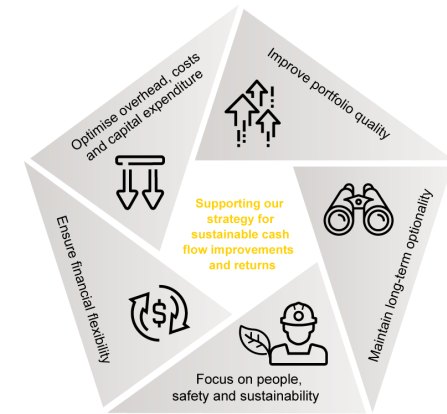 Optimise overhead, costs
and capital expenditure
Improve portfolio quality
Maintain long-term optionality
Focus on people,
safety and sustainability
Ensure financial flexibility
$
Supporting our
strategy for
sustainable cash
flow improvements
and returns